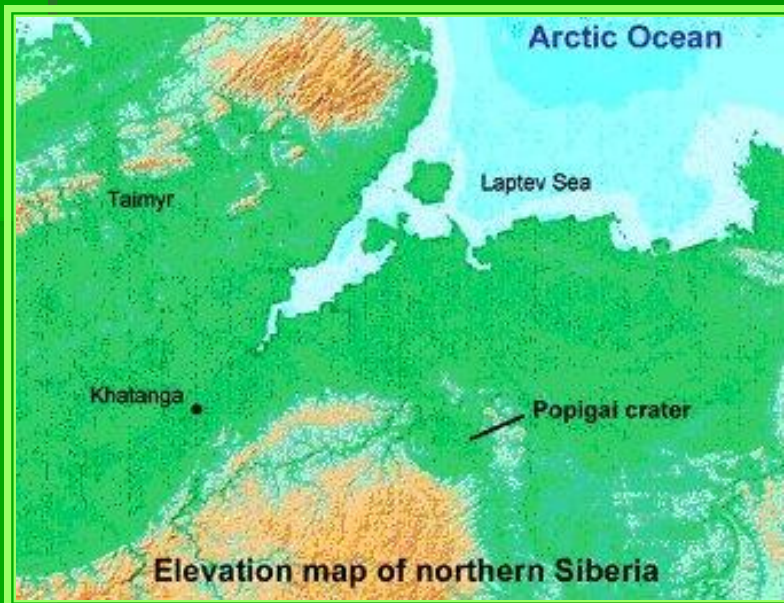 Arctic Ocean
Laptev Sea
Taimyr
Khatanga
Popigai crater
Elevation map of northern Siberia